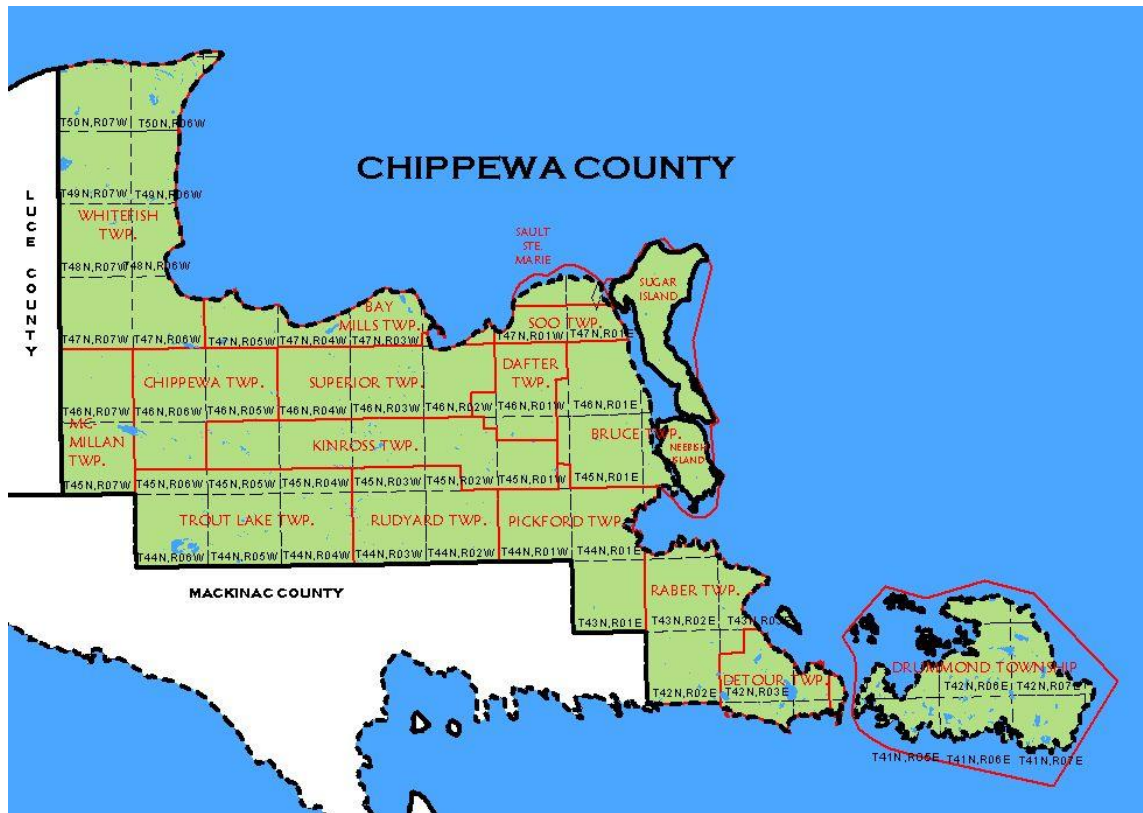 CHIPPEWA COUNTY
T50N,R07W T50N,R06W
T49N,R07W T49N,R06W
LUCE COUNTY
WHITEFISH
TWP.
SAULT
STE.
MARIE
T48N,R07W T48N,R06W
SUGAR
ISLAND
BAY
MILLS TWP.
SOO TWP.
T47N,R07W T47N,R06W T47N,R05W T47N,R04W T47N,R03W T47N,R01W T47N,R01E
CHIPPEWA TWP.
SUPERIOR TWP.
DAFTER
TWP.
T46N,R07W T46N,R06W T46N,R05W T46N,R04W T46N,R03W T46N,R02W T46N,R01W T46N,R01E
MC
MILLAN
TWP.
KINROSS TWP.
BRUCE TWP.
NEEBISH
ISLAND
T45N,R07W T45N,R06W T45N,R05W T45N,R04W T45N,R03W T45N,R02W T45N,R01W T45N,R01E
TROUT LAKE TWP.
RUDYARD TWP.
PICKFORD TWP.
T44N,R06W T44N,R05W T44N,R04W T44N,R03W T44N,R02W T44N,R01W T44N,R01E
MACKINAC COUNTY
RABER TWP.
T43N,R01E T43N,R02E T43N,R03E
DRUMMOND TOWNSHIP
DETOUR TWP.
T42N,R02E T42N,R03E T42N,R06E T42N,R07E
T41N,R05E T41N,R06E T41N,R07E